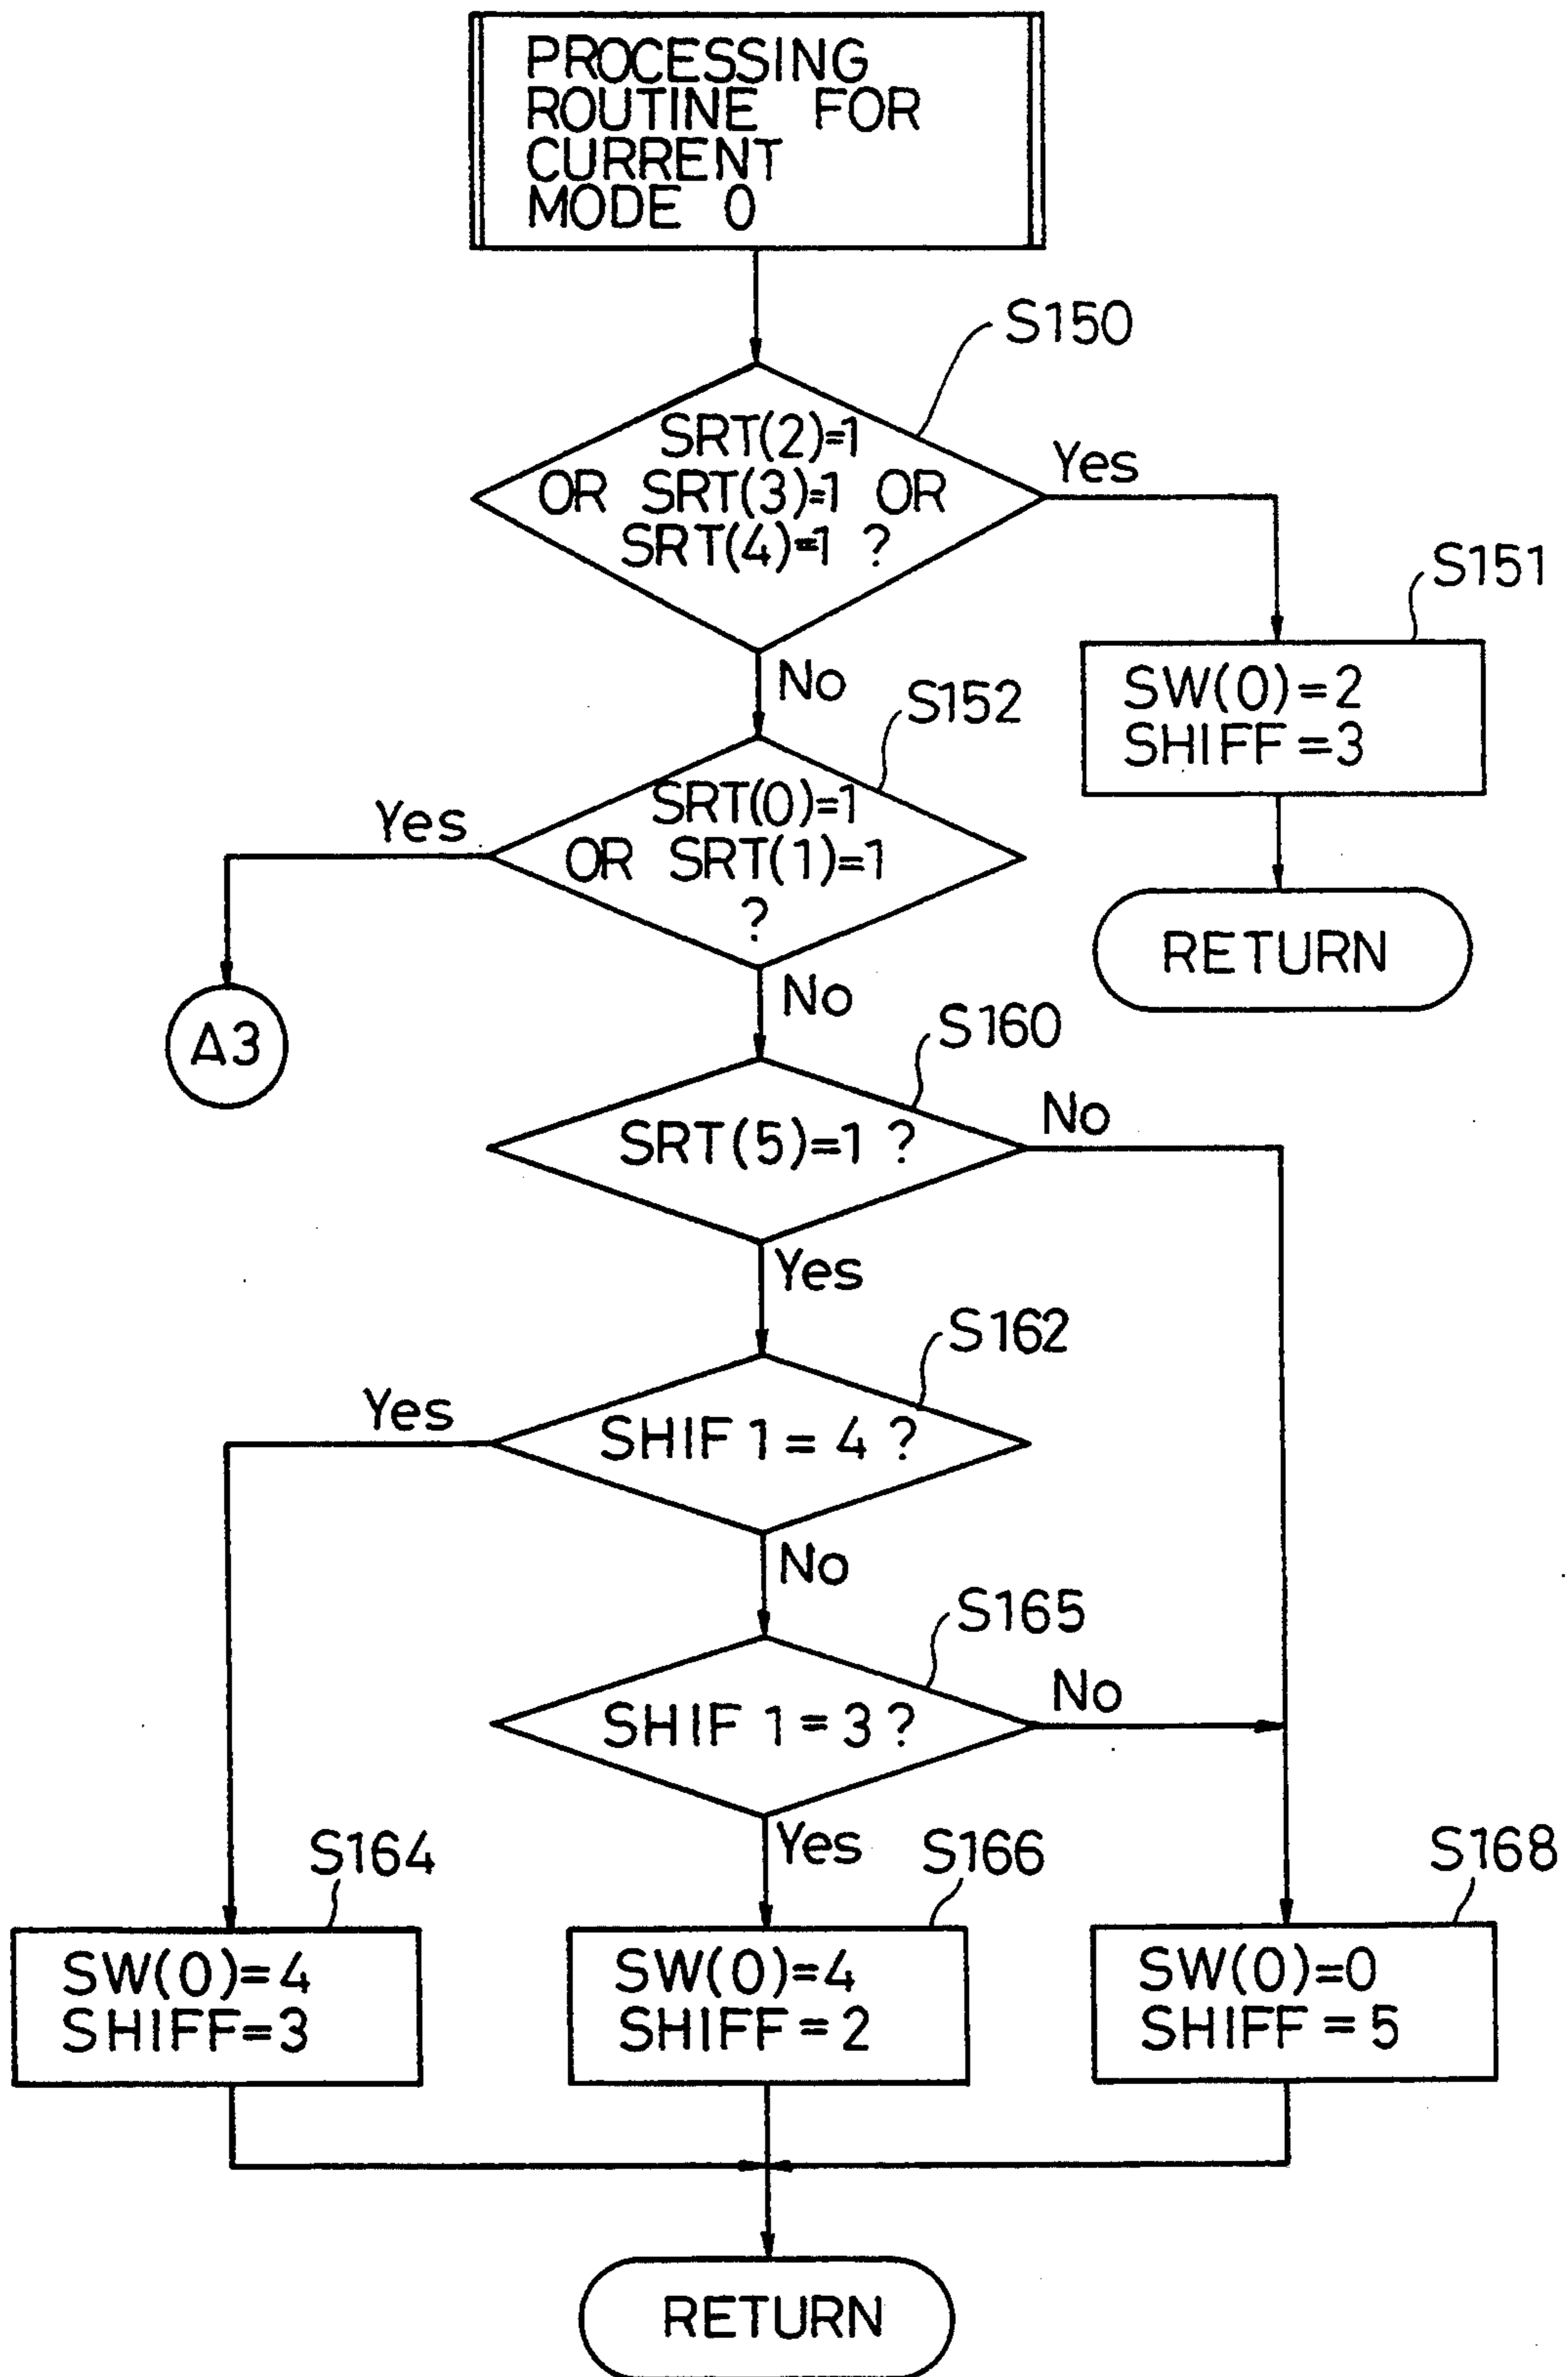 PROCESSING
ROUTINE FOR
CURRENT
MODE 0
S150
SRT(2)=1
OR SRT(3)=1 OR
SRT(4)=1 ?
Yes
S151
No
SW(0)=2
SHIFF=3
S152
SRT(0)=1
OR SRT(1)=1
?
Yes
RETURN
No
A3
S160
SRT(5)=1 ?
No
Yes
S162
Yes
SHIF 1=4 ?
No
S165
SHIF 1=3 ?
No
Yes
S164
S166
S168
SW(0)=4
SHIFF=3
SW(0)=4
SHIFF=2
SW(0)=0
SHIFF=5
RETURN